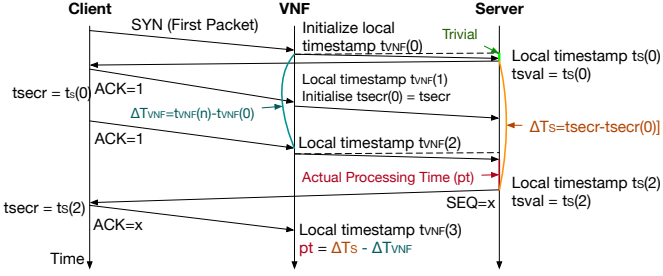 Client
VNF
Server
SYN (First Packet)
Initialize local
timestamp tVNF(0)
Trivial
Local timestamp tS(0)
tsval = tS(0)
tsecr = tS(0)
ACK=1
Local timestamp tVNF(1)
Initialise tsecr(0) = tsecr
ΔTVNF=tVNF(n)-tVNF(0)
ΔTS=tsecr-tsecr(0)]
ACK=1
Local timestamp tVNF(2)
Actual Processing Time (pt)
Local timestamp tS(2)
tsval = tS(2)
SEQ=x
tsecr = tS(2)
ACK=x
Local timestamp tVNF(3)
pt = ΔTS - ΔTVNF
Time